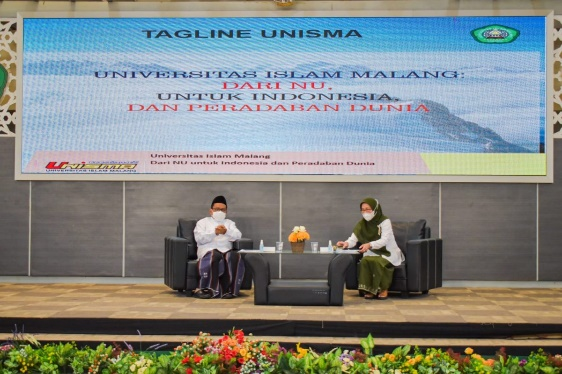 TAGLINE UNISMA
UNIVERSITAS ISLAM MALANG:
DARI NU,
UNTUK INDONESIA,
DAN PERADABAN DUNIA
UNISMA
UNIVERSITAS ISLAM MALANG
Universitas Islam Malang
Dari NU untuk Indonesia dan Peradaban Dunia